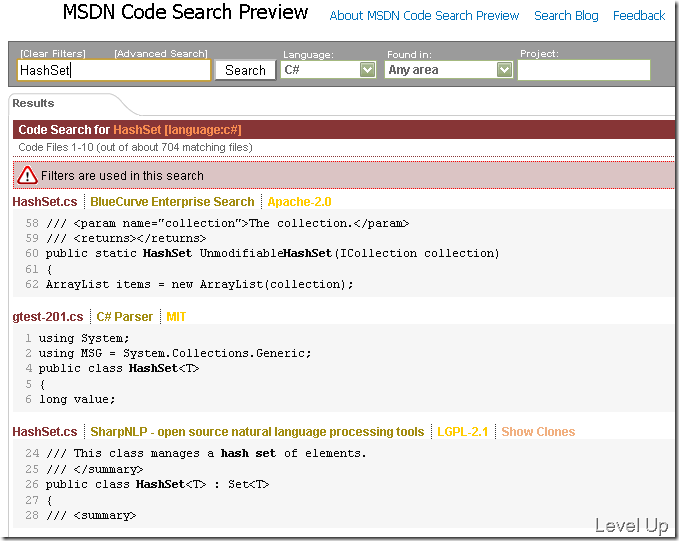 MSDN Code Search Preview
About MSDN Code Search Preview Search Blog Feedback
[Clear Filters] [Advanced Search] Language: Found in: Project:
HashSet Search C# Any area
Results
Code Search for HashSet [language:c#]
Code Files 1-10 (out of about 704 matching files)
Filters are used in this search
HashSet.cs BlueCurve Enterprise Search Apache-2.0
58 /// <param name="collection">The collection.</param>
59 /// <returns></returns>
60 public static HashSet UnmodifiableHashSet(ICollection collection)
61 {
62 ArrayList items = new ArrayList(collection);
gtest-201.cs C# Parser MIT
1 using System;
2 using MSG = System.Collections.Generic;
4 public class HashSet<T>
5 {
6 long value;
HashSet.cs SharpNLP - open source natural language processing tools LGPL-2.1 Show Clones
24 /// This class manages a hash set of elements.
25 /// </summary>
26 public class HashSet<T> : Set<T>
27 {
28 /// <summary>
Level Up